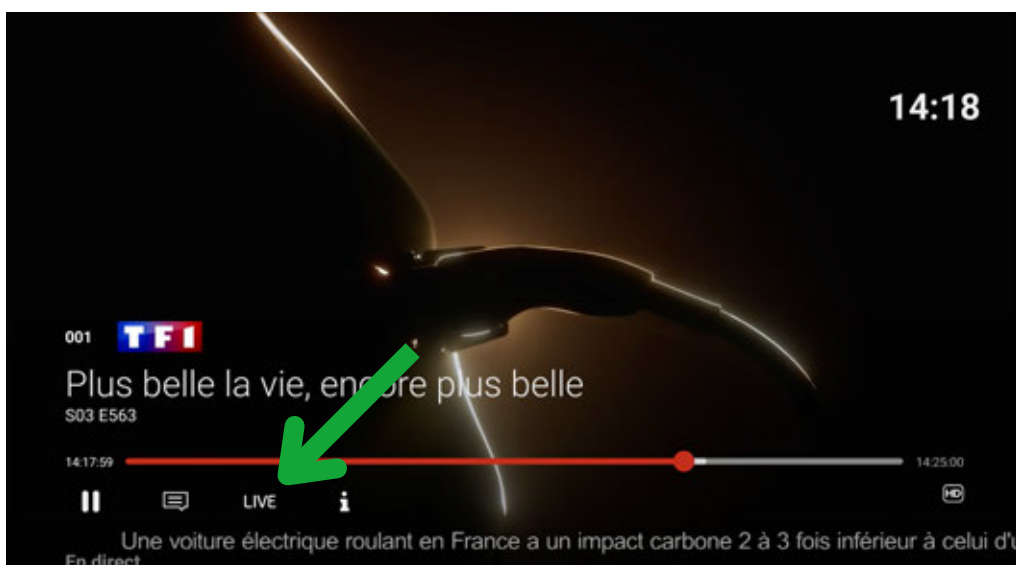 14:18
001 TF1
Plus belle la vie, encore plus belle
S03 E563
14:17:59 14:25:00
LIVE i HD
Une voiture électrique roulant en France a un impact carbone 2 à 3 fois inférieur à celui d'u
En direct